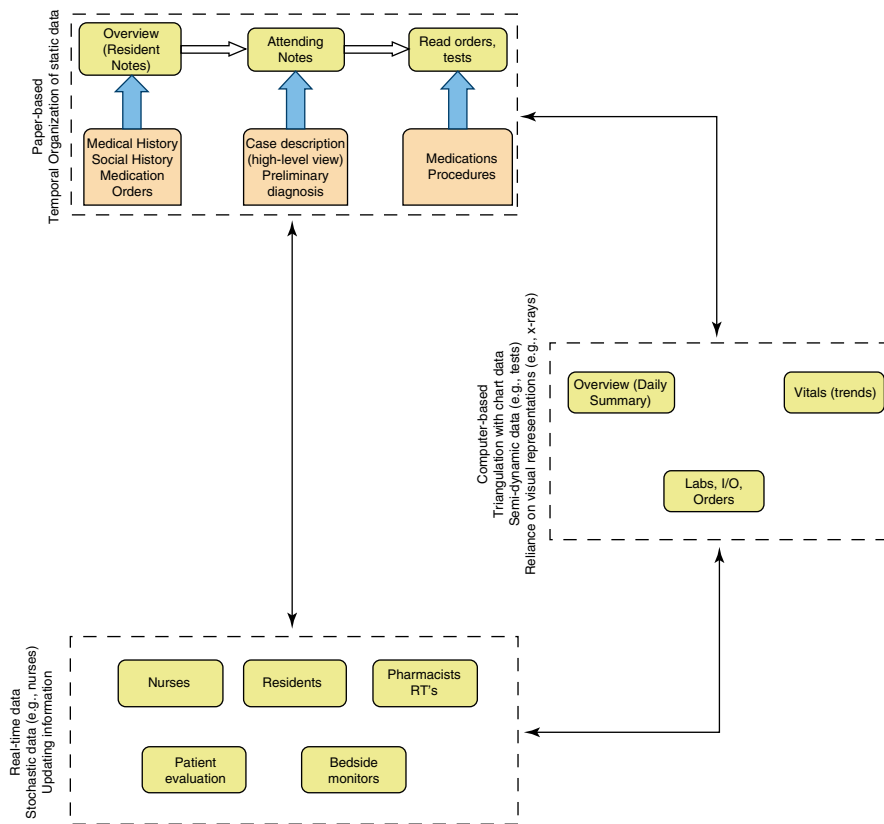 Paper-based
Temporal Organization of static data
Overview
(Resident
Notes)
Attending
Notes
Read orders,
tests
Medical History
Social History
Medication
Orders
Case description
(high-level view)
Preliminary
diagnosis
Medications
Procedures
Computer-based
Triangulation with chart data
Semi-dynamic data (e.g., tests)
Reliance on visual representations (e.g., x-rays)
Overview (Daily
Summary)
Vitals (trends)
Labs, I/O,
Orders
Real-time data
Stochastic data (e.g., nurses)
Updating information
Nurses
Residents
Pharmacists
RT's
Patient
evaluation
Bedside
monitors